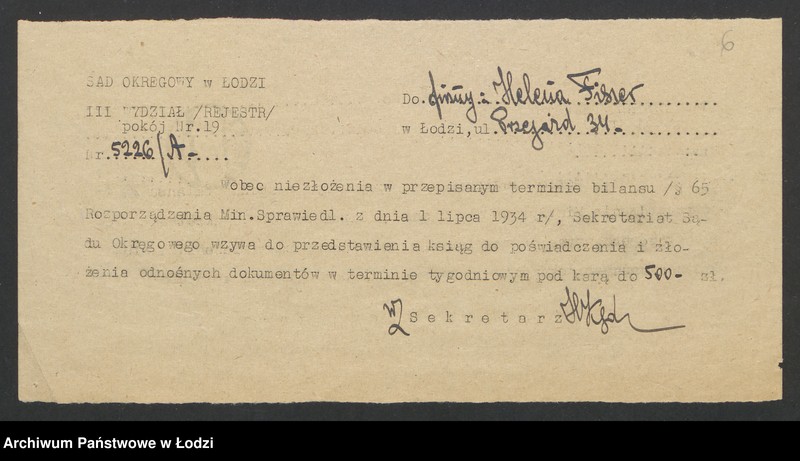 6
SĄD OKRĘGOWY w ŁODZI
III WYDZIAŁ /REJESTR/
pokój Nr.19
Nr. 5226/A-
Do. firmy: Helena Fisser
w Łodzi, ul. Przejazd 34-
Wobec niezłożenia w przepisanym terminie bilansu /§ 65
Rozporządzenia Min.Sprawiedl. z dnia 1 lipca 1934 r/, Sekretariat Są-
du Okręgowego wzywa do przedstawienia ksiąg do poświadczenia i zło-
żenia odnośnych dokumentów w terminie tygodniowym pod karą do 500- zł.
Sekretarz
Archiwum Państwowe w Łodzi